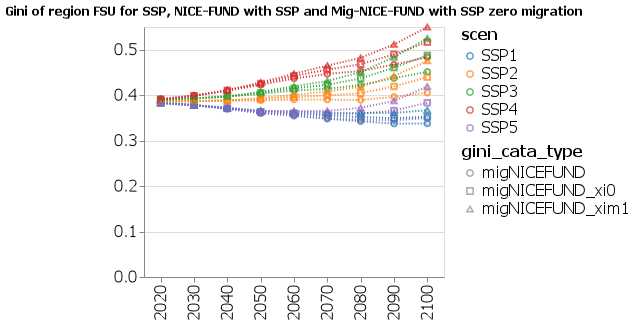 Gini of region FSU for SSP, NICE-FUND with SSP and Mig-NICE-FUND with SSP zero migration
0.5
0.4
0.3
0.2
0.1
0.0
2020
2030
2040
2050
2060
2070
2080
2090
2100
scen
SSP1
SSP2
SSP3
SSP4
SSP5
gini_cata_type
migNICEFUND
migNICEFUND_xi0
migNICEFUND_xim1